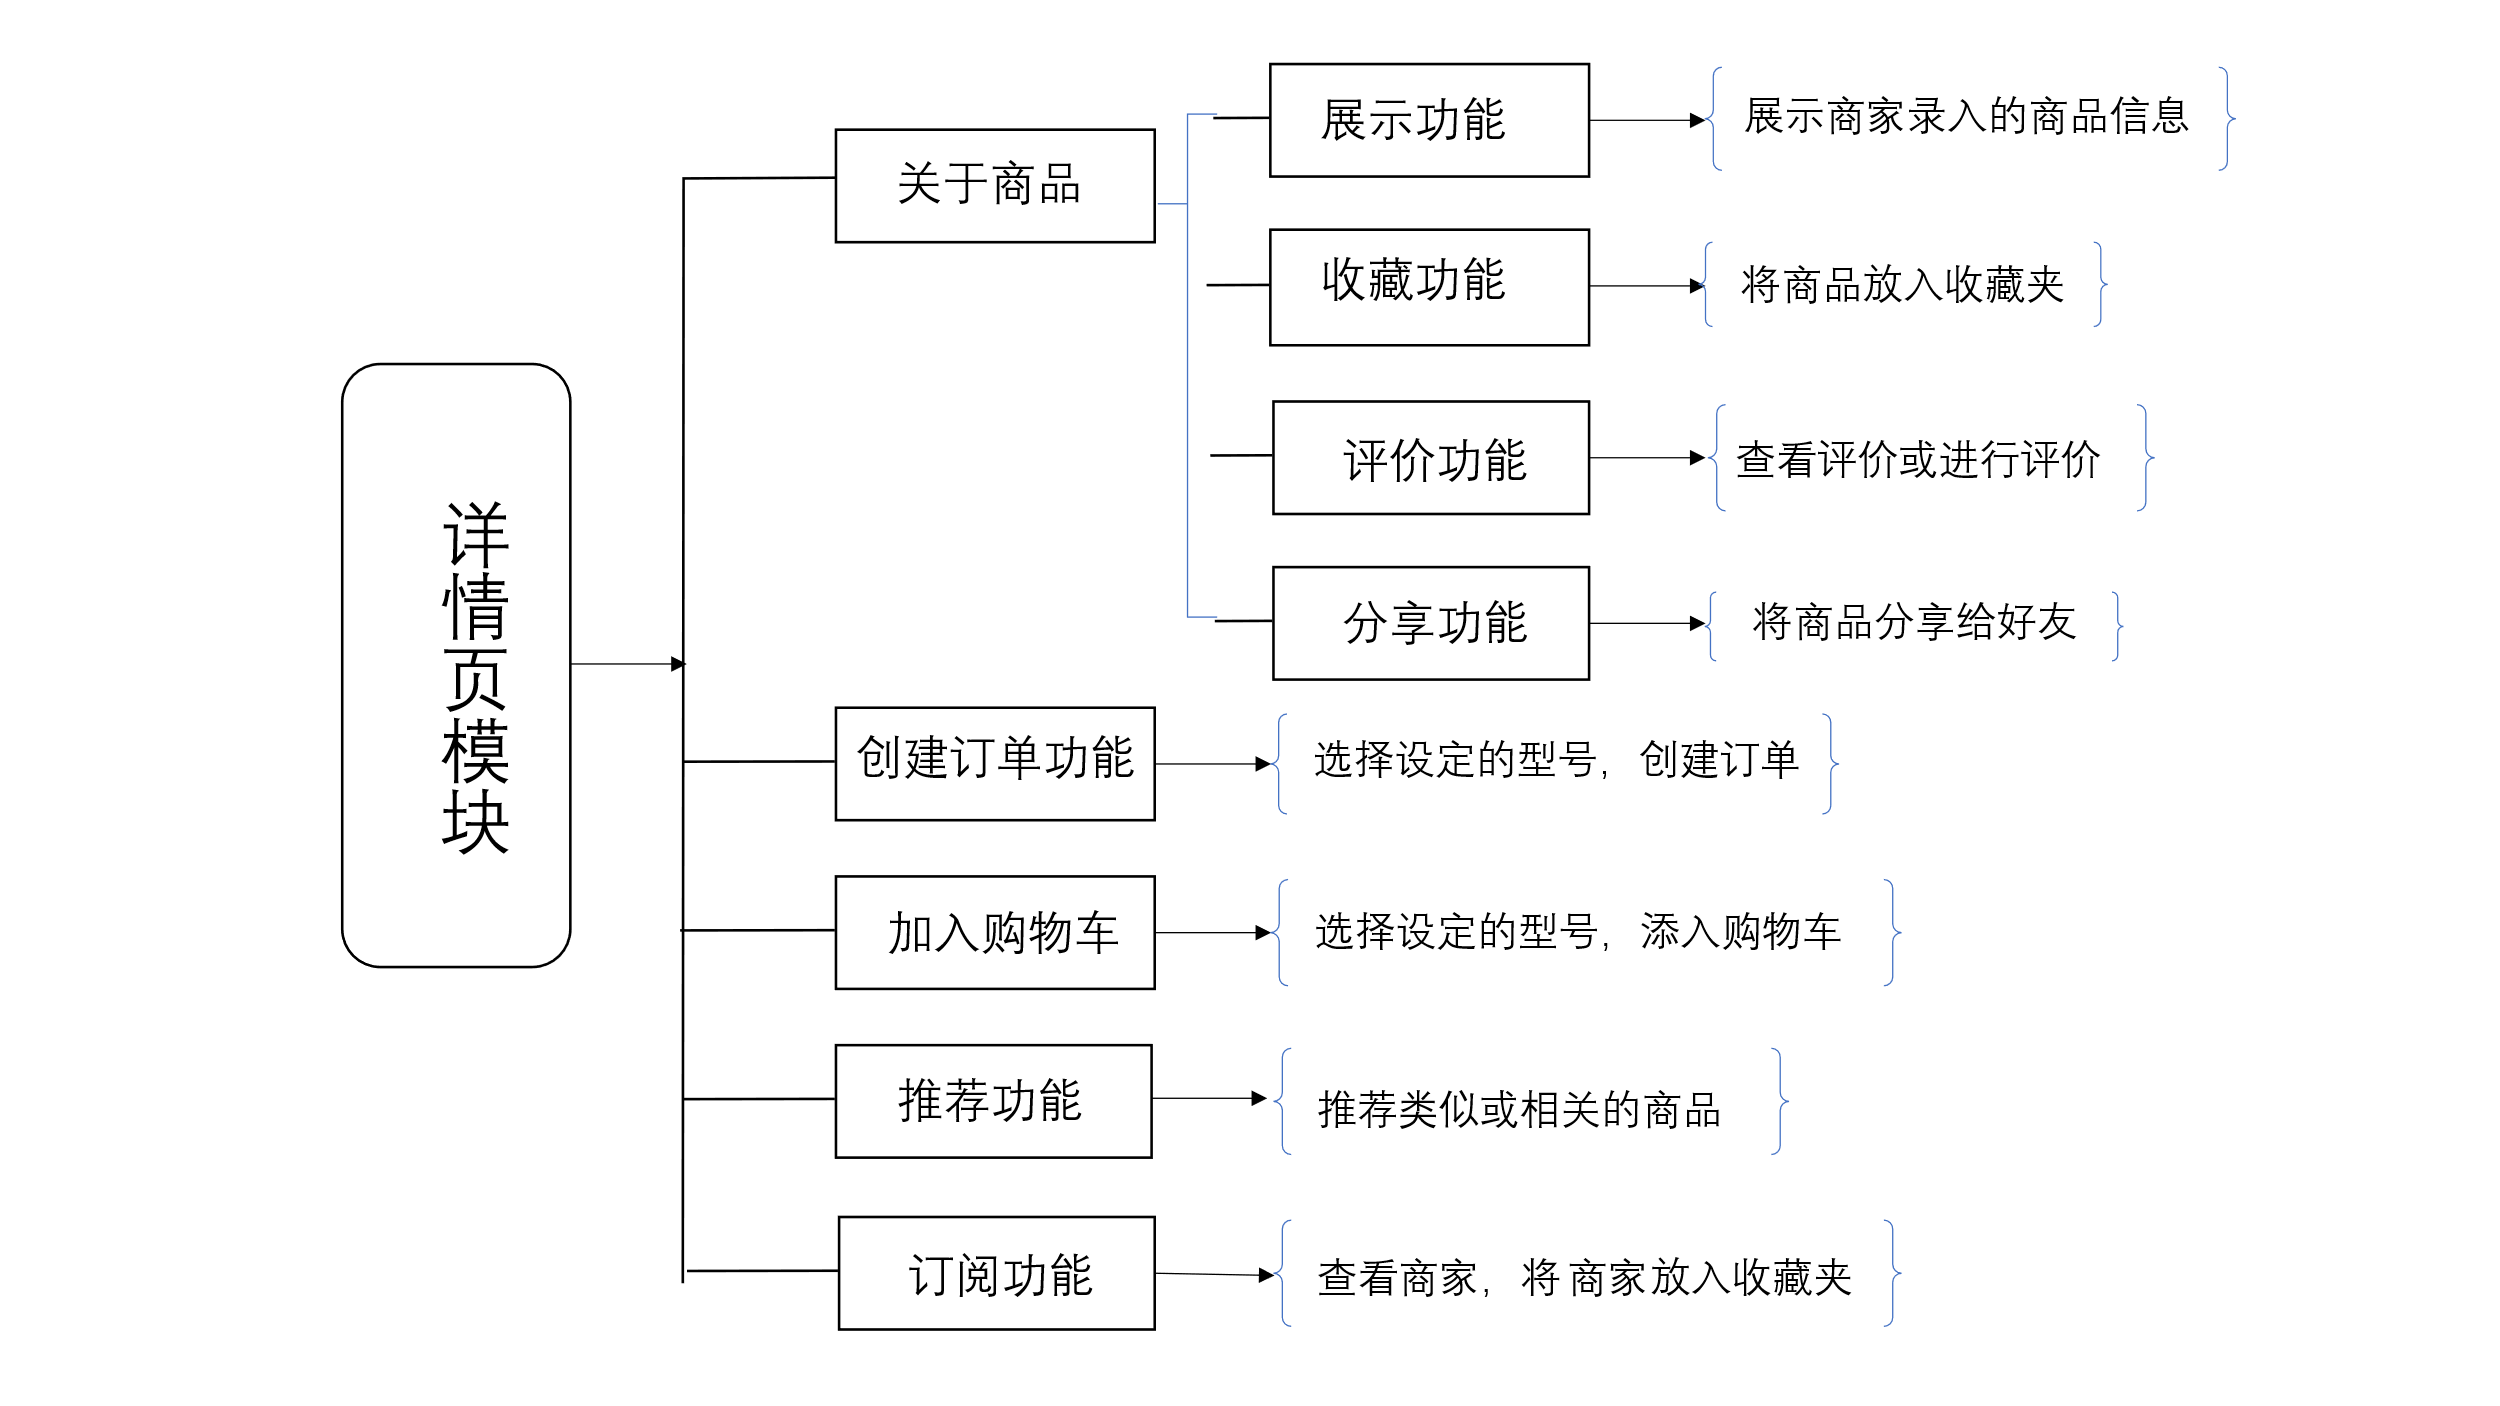 详情页模块
关于商品
展示功能
展示商家录入的商品信息
收藏功能
将商品放入收藏夹
评价功能
查看评价或进行评价
分享功能
将商品分享给好友
创建订单功能
选择设定的型号，创建订单
加入购物车
选择设定的型号，添入购物车
推荐功能
推荐类似或相关的商品
订阅功能
查看商家，将商家放入收藏夹